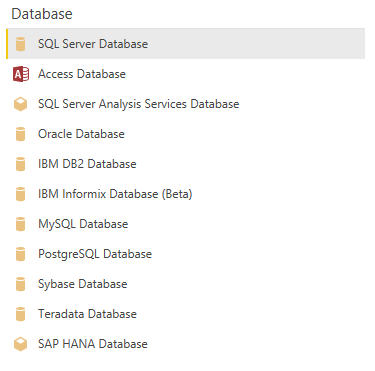 Database
SQL Server Database
Access Database
SQL Server Analysis Services Database
Oracle Database
IBM DB2 Database
IBM Informix Database (Beta)
MySQL Database
PostgreSQL Database
Sybase Database
Teradata Database
SAP HANA Database